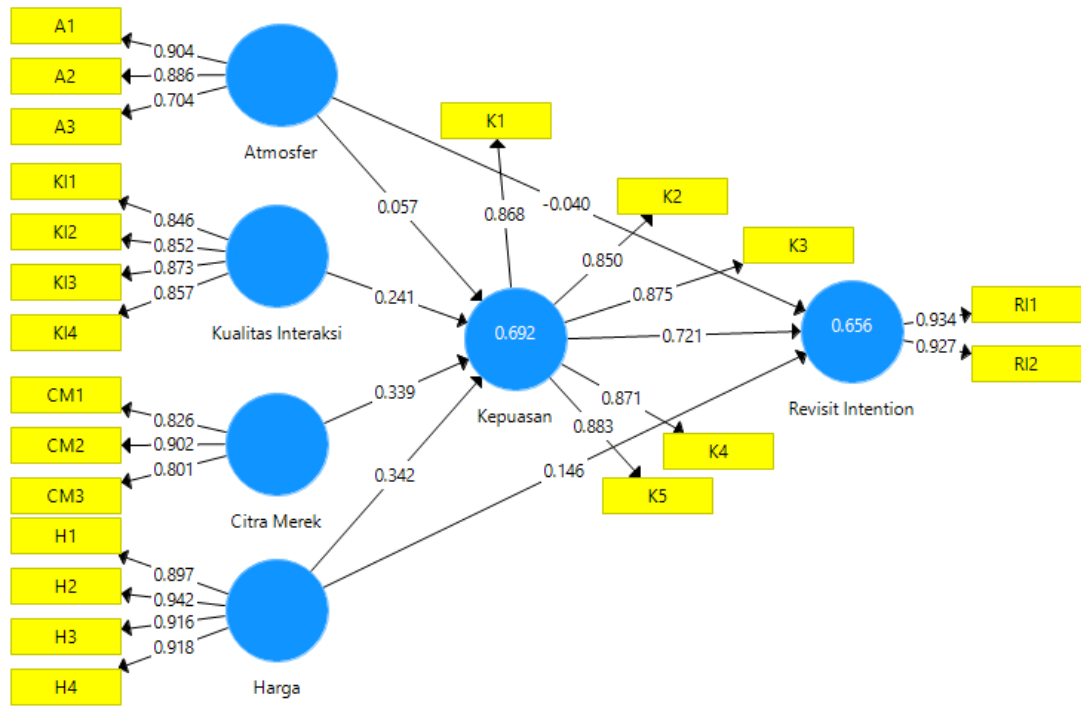 A1
0.904
A2
0.886
0.704
A3
Atmosfer
KI1
0.846
KI2
0.852
KI3
0.873
0.857
KI4
Kualitas Interaksi
CM1
0.826
CM2
0.902
0.801
CM3
Citra Merek
H1
0.897
H2
0.942
0.916
H3
0.918
H4
Harga
0.057
-0.040
0.241
0.339
0.342
0.146
K1
0.868
K2
0.850
K3
0.875
0.692
0.721
Kepuasan
0.871
0.883
K4
K5
0.656
Revisit Intention
0.934
RI1
0.927
RI2